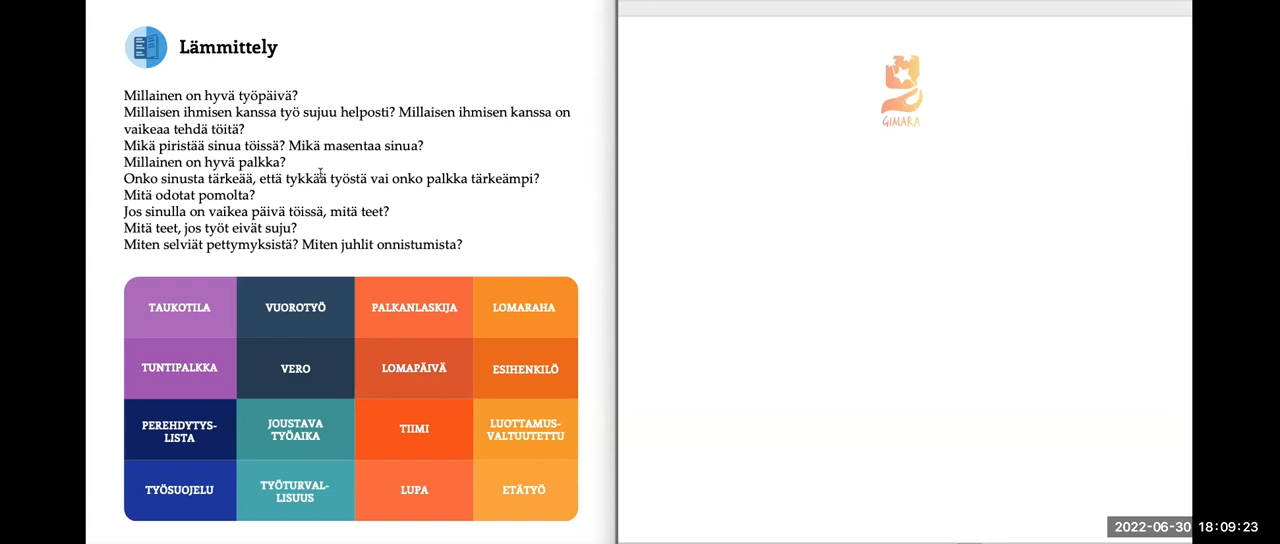 Lämmittely
Millainen on hyvä työpäivä?
Millaisen ihmisen kanssa työ sujuu helposti? Millaisen ihmisen kanssa on
vaikeaa tehdä töitä?
Mikä piristää sinua töissä? Mikä masentaa sinua?
Millainen on hyvä palkka?
Onko sinusta tärkeää, että tykkää työstä vai onko palkka tärkeämpi?
Mitä odotat pomolta?
Jos sinulla on vaikea päivä töissä, mitä teet?
Mitä teet, jos työt eivät suju?
Miten selviät pettymyksistä? Miten juhlit onnistumista?
TAUKOTILA
VUOROTYÖ
PALKANLASKIJA
LOMARAHA
TUNTIPALKKA
VERO
LOMAPÄIVÄ
ESIHENKILÖ
PEREHDYTYS-
LISTA
JOUSTAVA
TYÖAIKA
TIIMI
LUOTTAMUS-
VALTUUTETTU
TYÖSUOJELU
TYÖTURVAL-
LISUUS
LUPA
ETÄTYÖ
GIMARA
2022-06-30 18:09:23